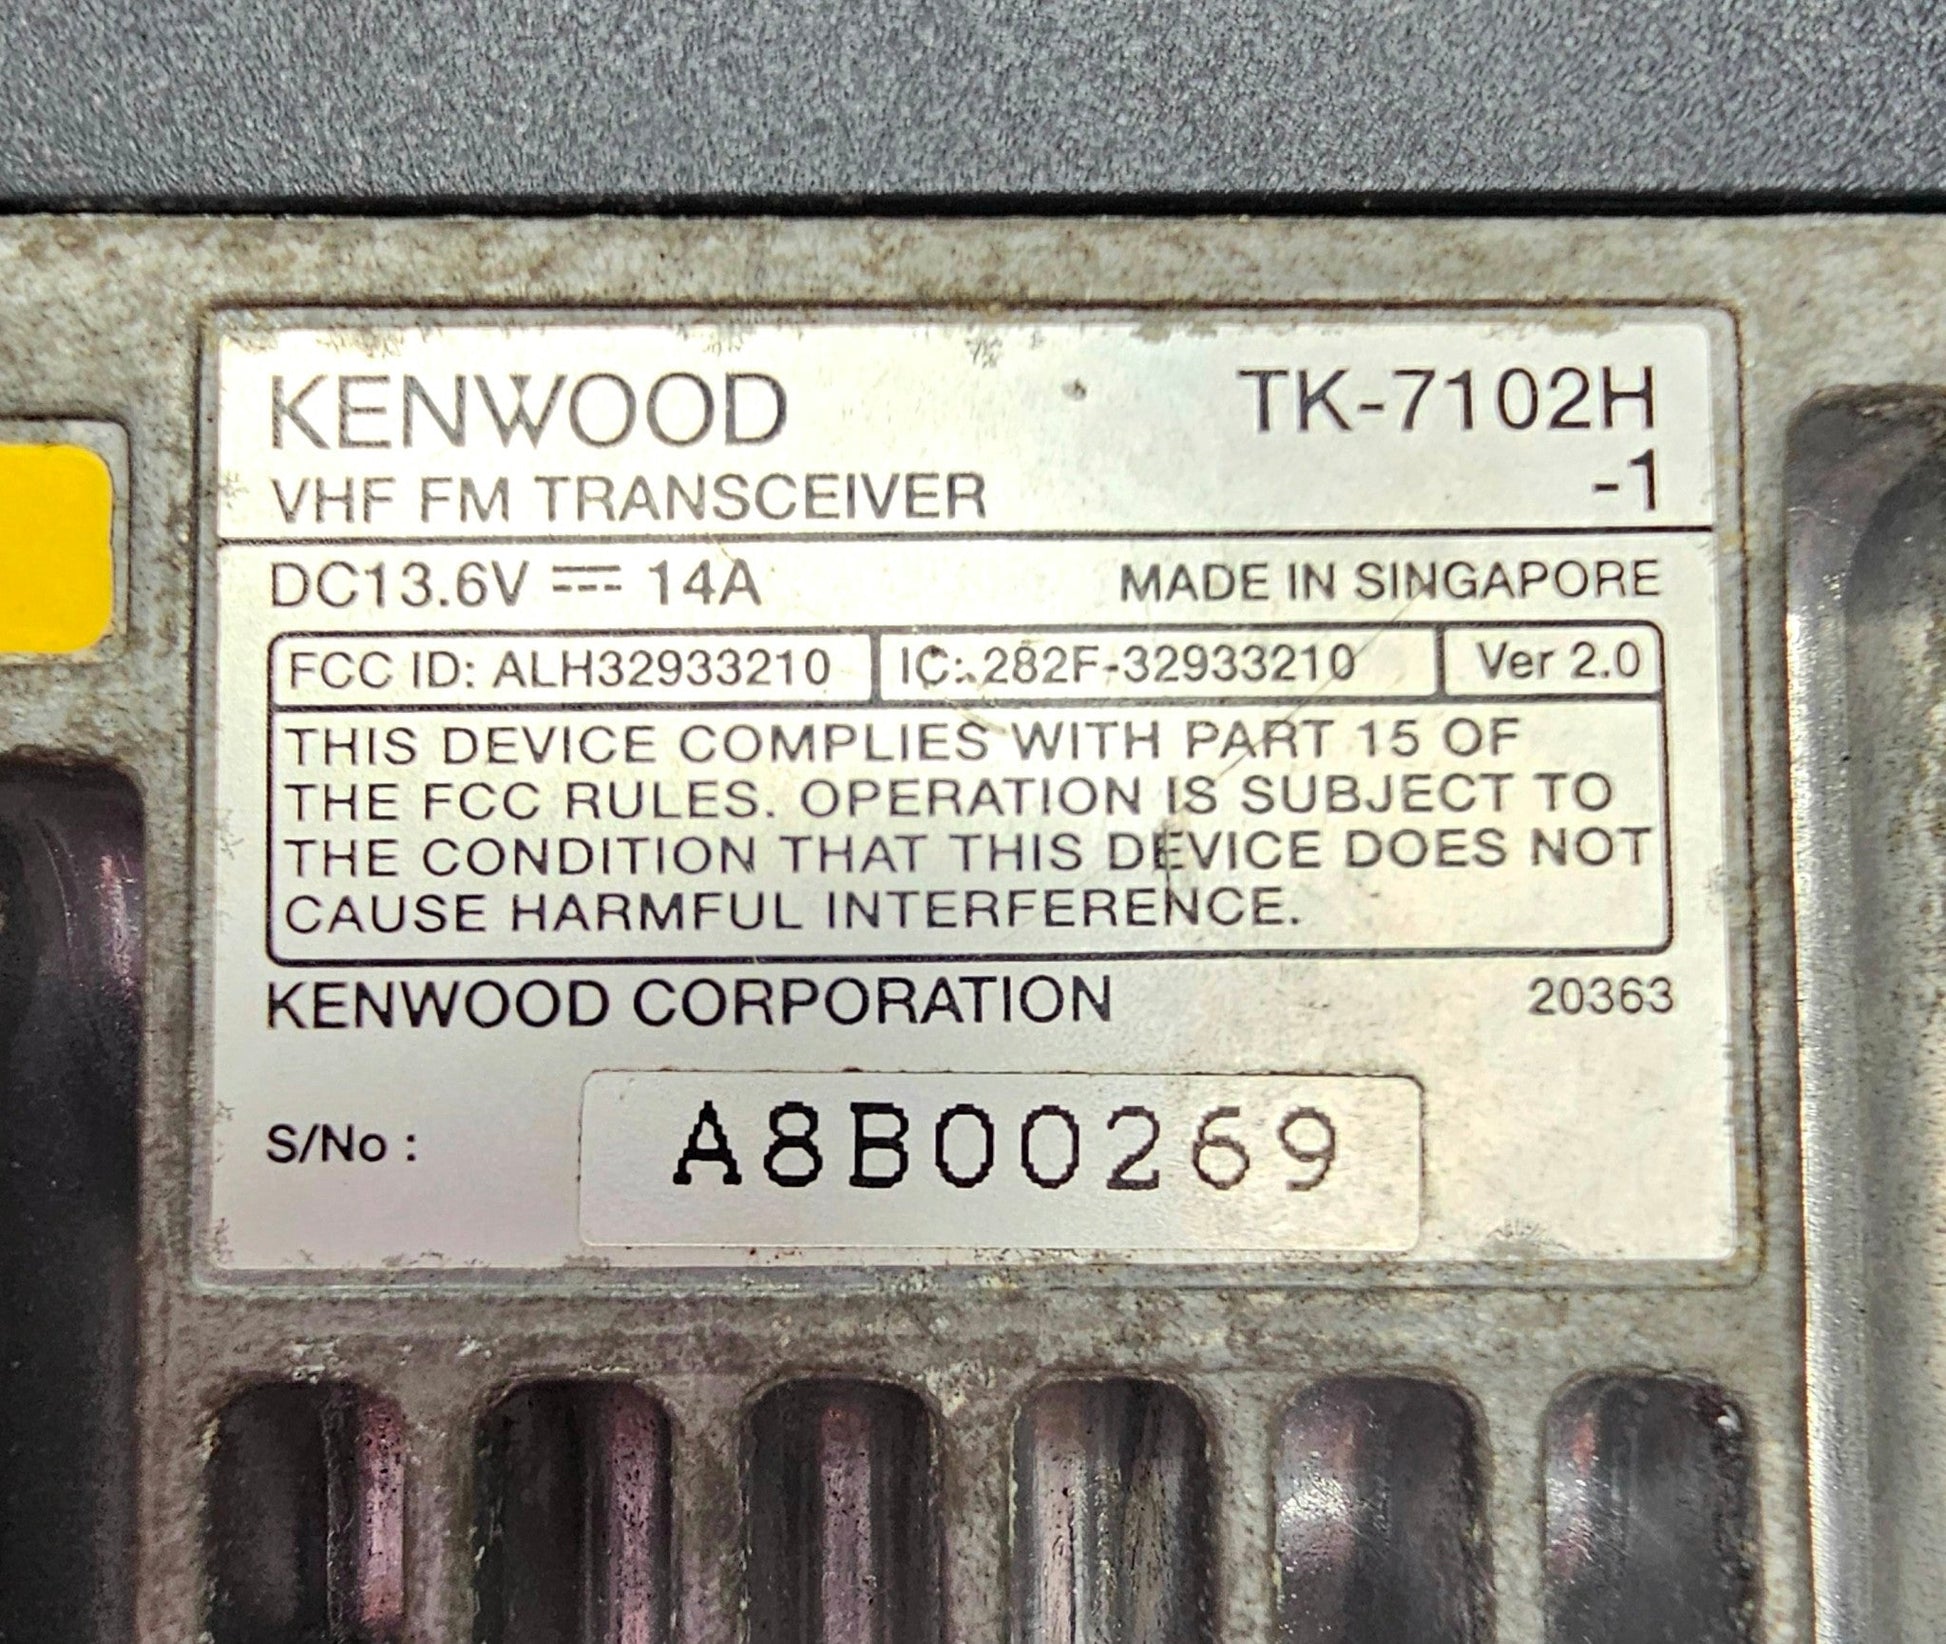 KENWOOD TK-7102H
VHF FM TRANSCEIVER -1
DC13.6V ⎓ 14A MADE IN SINGAPORE
FCC ID: ALH32933210 IC: 282F-32933210 Ver 2.0
THIS DEVICE COMPLIES WITH PART 15 OF
THE FCC RULES. OPERATION IS SUBJECT TO
THE CONDITION THAT THIS DEVICE DOES NOT
CAUSE HARMFUL INTERFERENCE.
KENWOOD CORPORATION 20363
S/No : A8B00269